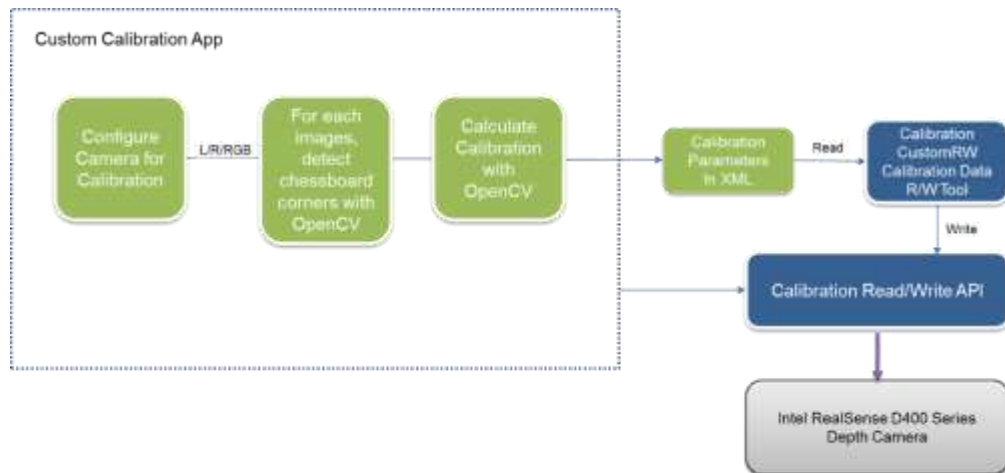 Custom Calibration App
Configure
Camera for
Calibration
L/R/RGB
For each
images,
detect
chessboard
corners with
OpenCV
Calculate
Calibration
with
OpenCV
Calibration
Parameters
In XML
Read
Calibration
CustomRW
Calibration Data
R/W Tool
Write
Calibration Read/Write API
Intel RealSense D400 Series
Depth Camera